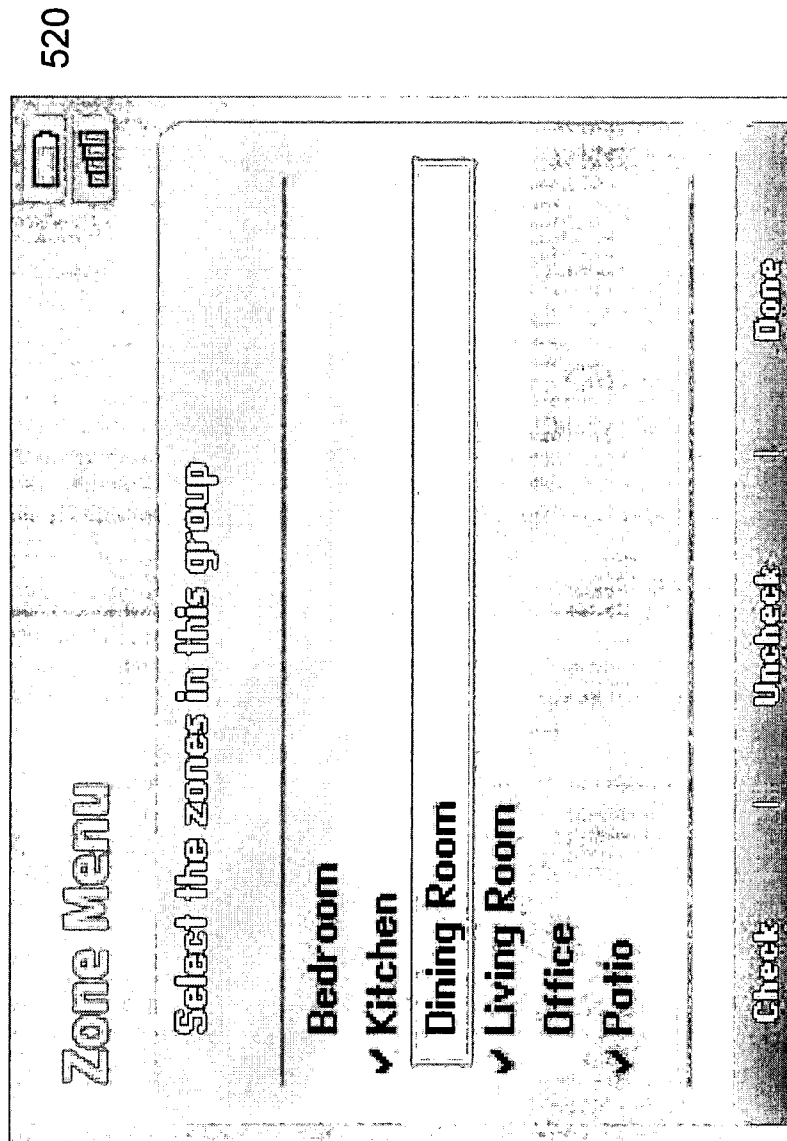 520
Zone Menu
Select the zones in this group
Bedroom
✓ Kitchen
Dining Room
✓ Living Room
Office
✓ Patio
Check | Uncheck | Done